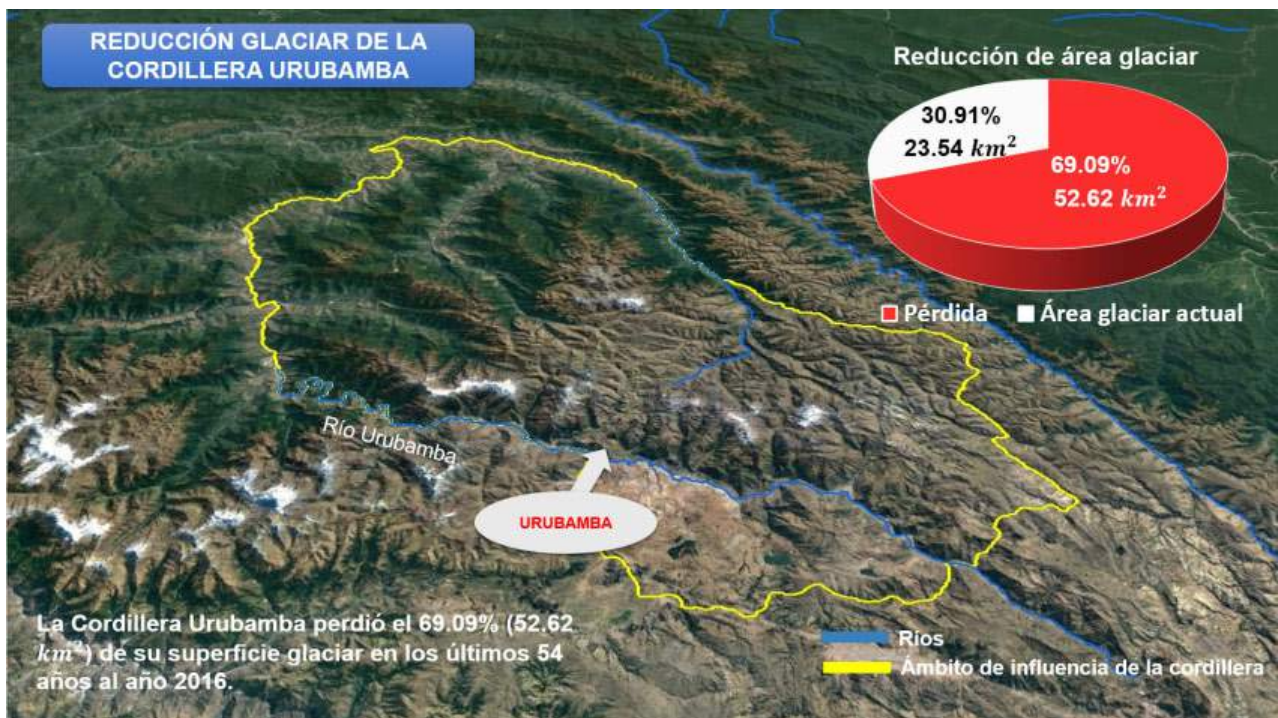 REDUCCIÓN GLACIAR DE LA
CORDILLERA URUBAMBA
Reducción de área glaciar
30.91%
23.54 km²
69.09%
52.62 km²
Pérdida
Área glaciar actual
Río Urubamba
URUBAMBA
La Cordillera Urubamba perdió el 69.09% (52.62
km²) de su superficie glaciar en los últimos 54
años al año 2016.
Ríos
Ámbito de influencia de la cordillera